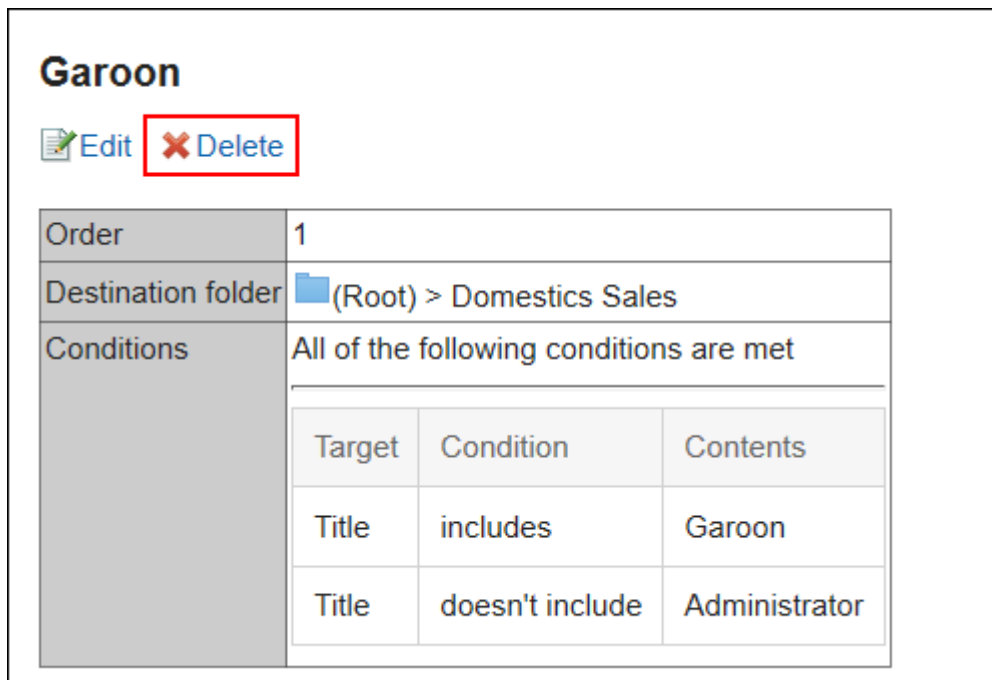 Garoon
Edit Delete
Order 1
Destination folder (Root) > Domestics Sales
Conditions All of the following conditions are met
Target Condition Contents
Title includes Garoon
Title doesn't include Administrator